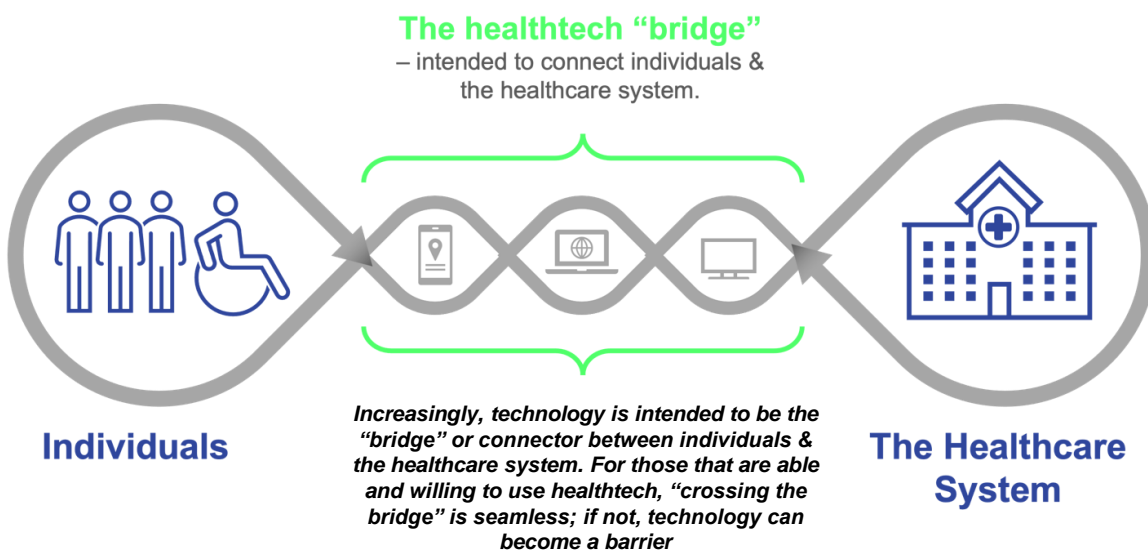 The healthtech “bridge”
– intended to connect individuals &
the healthcare system.
Individuals
Increasingly, technology is intended to be the
“bridge” or connector between individuals &
the healthcare system. For those that are able
and willing to use healthtech, “crossing the
bridge” is seamless; if not, technology can
become a barrier
The Healthcare
System